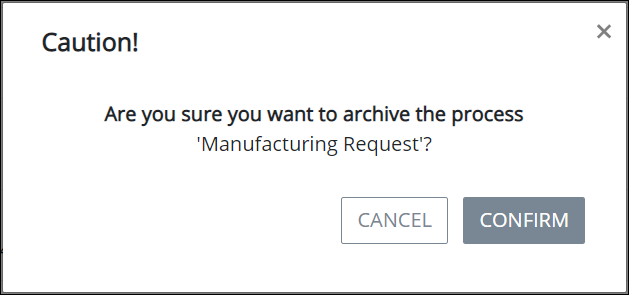 Caution!
Are you sure you want to archive the process
'Manufacturing Request'?
CANCEL CONFIRM